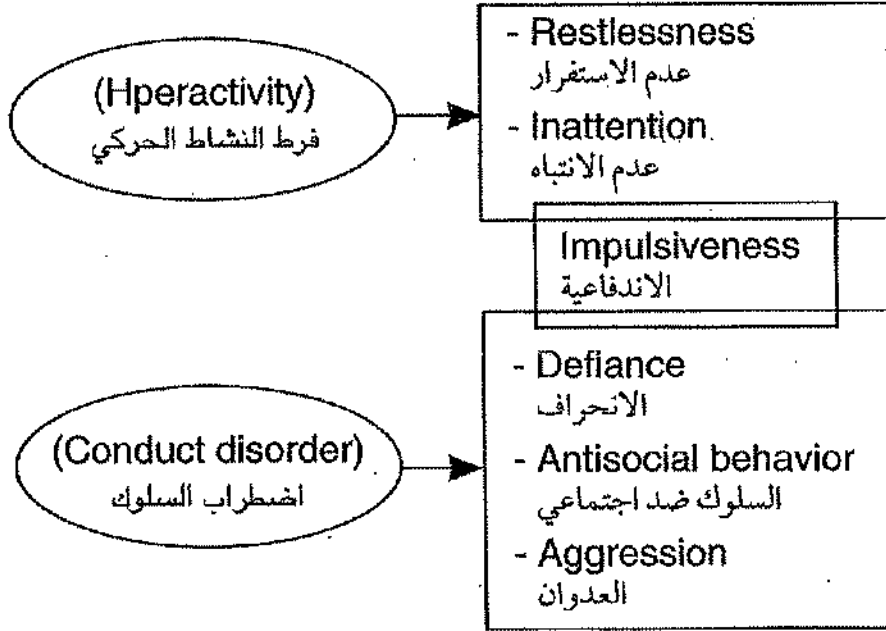 - Restlessness
عدم الاستفرار
(Hperactivity)
فرط النشاط الحركي
- Inattention
عدم الانتباه
Impulsiveness
الاندفاعية
- Defiance
الانحراف
(Conduct disorder)
اضطراب السلوك
- Antisocial behavior
السلوك ضد اجتماعي
- Aggression
العدوان